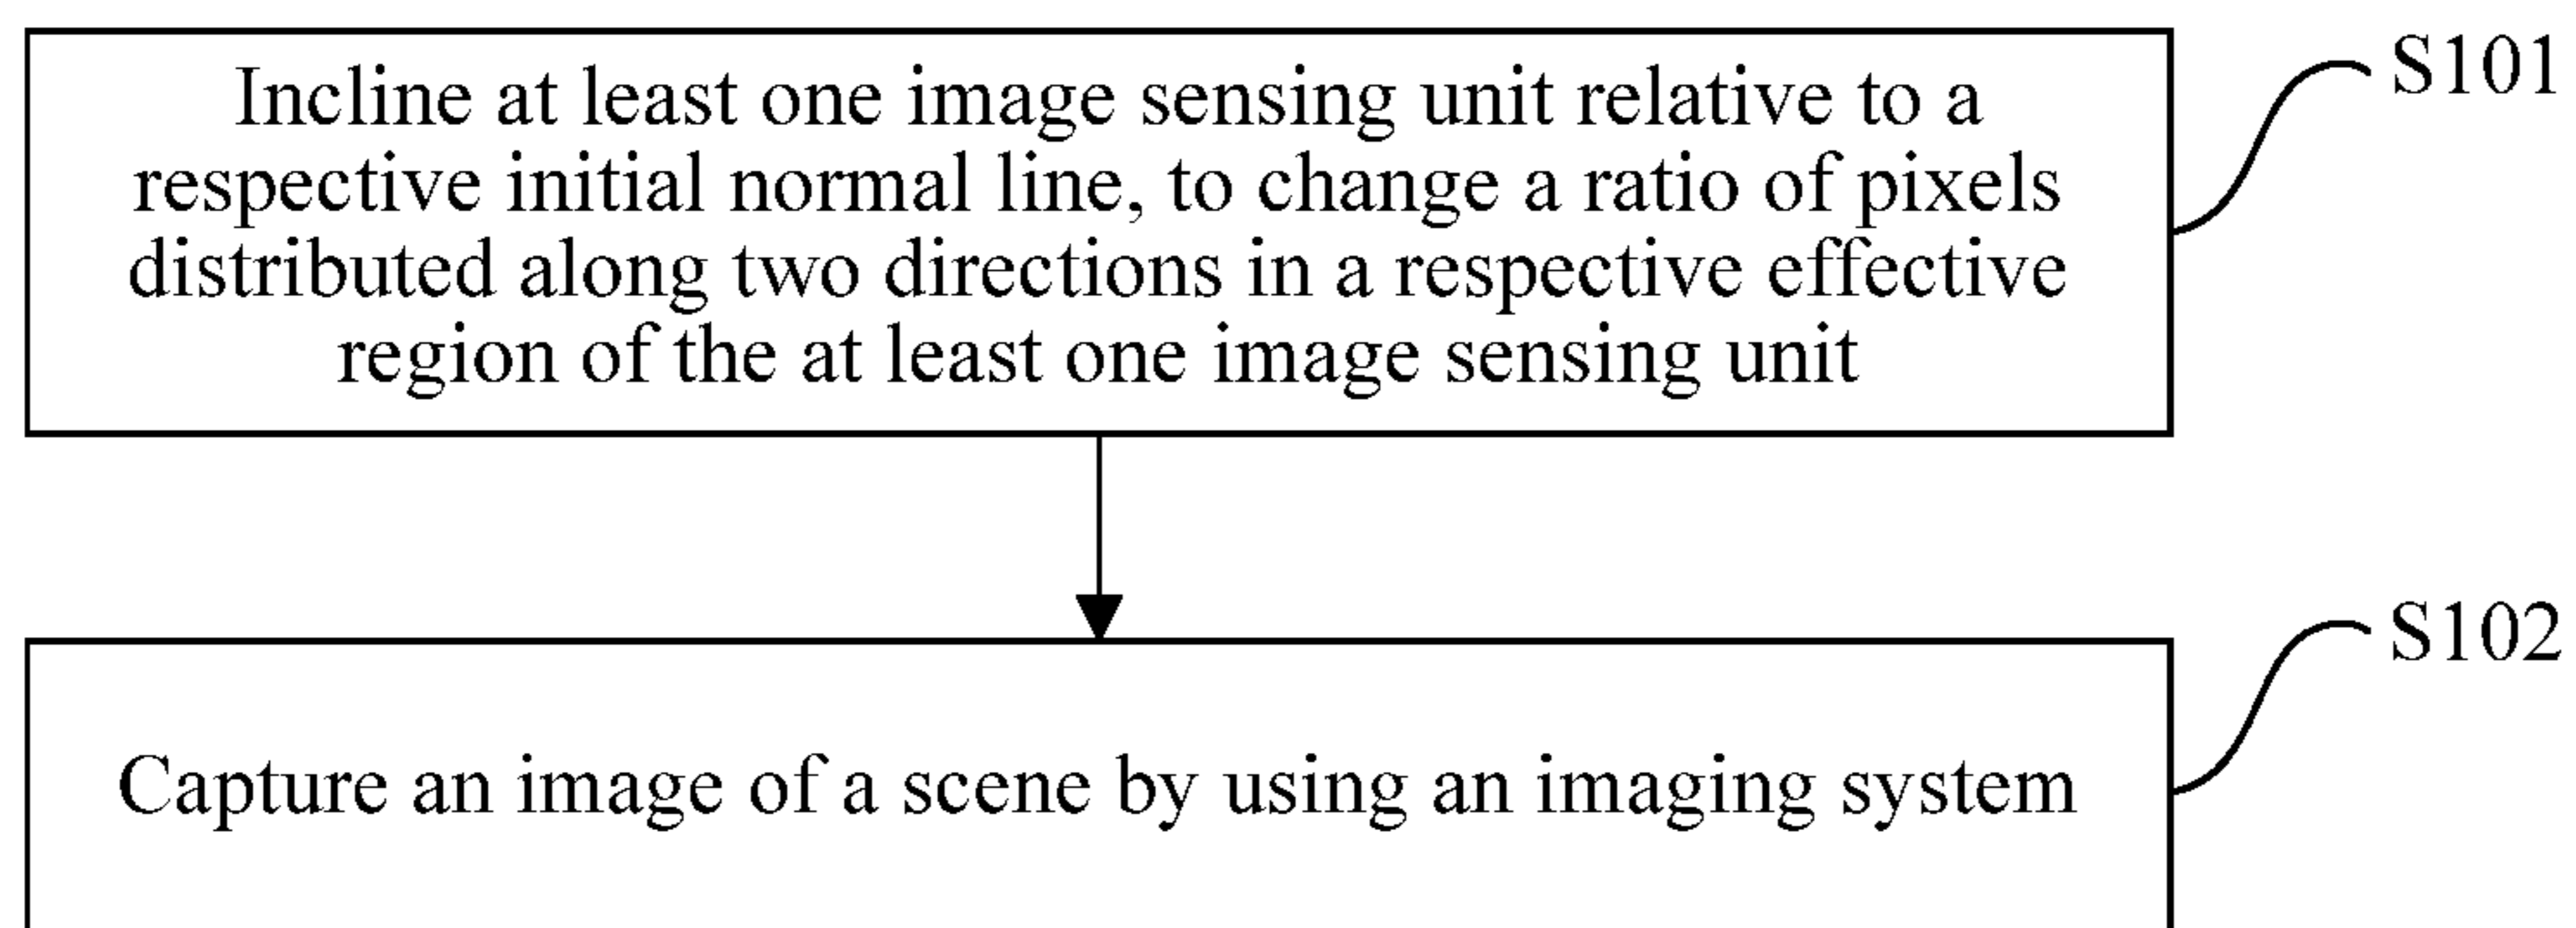 Incline at least one image sensing unit relative to a
respective initial normal line, to change a ratio of pixels
distributed along two directions in a respective effective
region of the at least one image sensing unit
S101
Capture an image of a scene by using an imaging system
S102